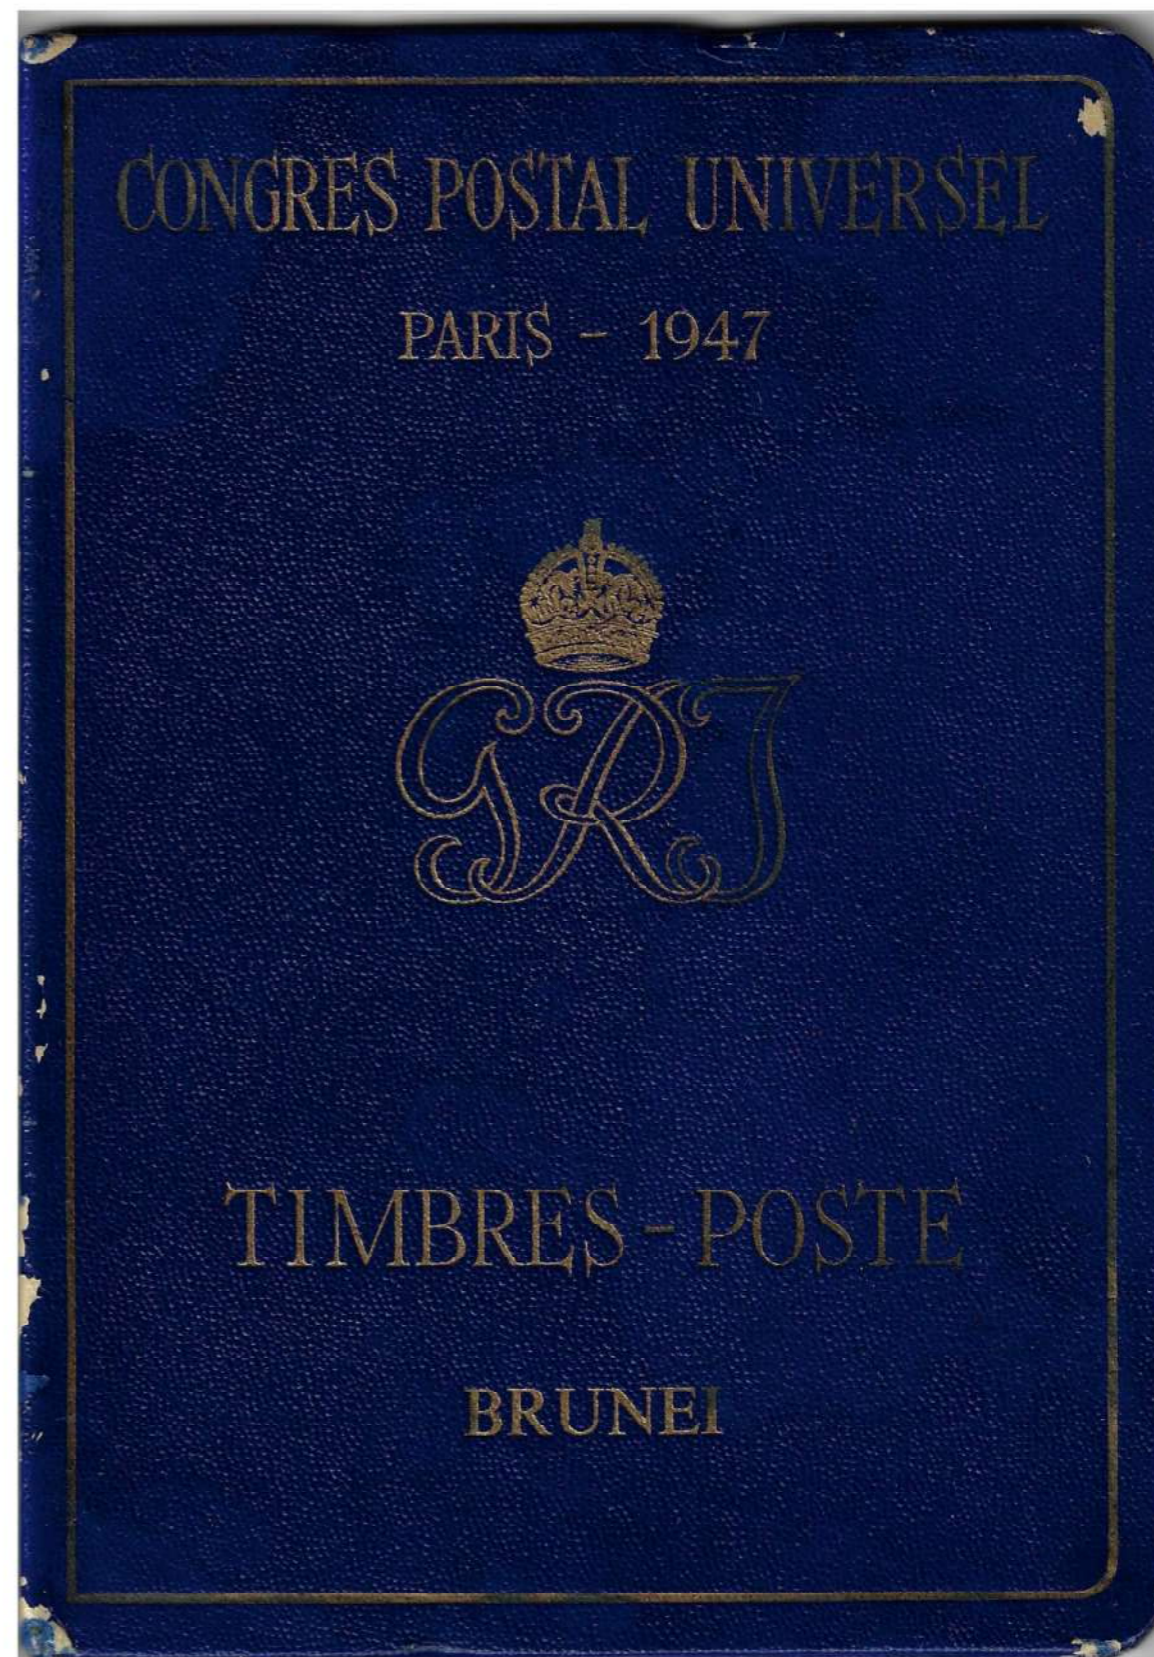 CONGRES POSTAL UNIVERSEL
PARIS - 1947
GRI
TIMBRES-POSTE
BRUNEI